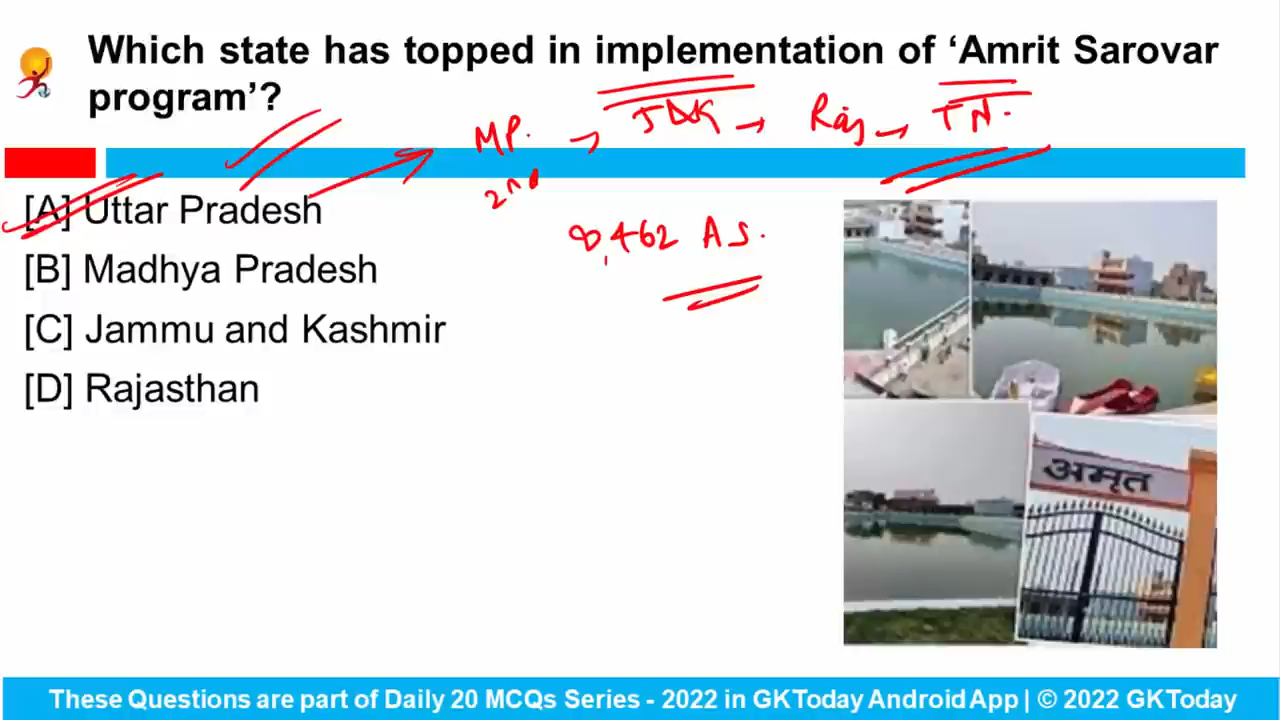 Which state has topped in implementation of ‘Amrit Sarovar
program’?
MP. → J&K → Raj → TN.
2nd
[A] Uttar Pradesh
8,462 A S.
[B] Madhya Pradesh
[C] Jammu and Kashmir
[D] Rajasthan
अमृत
These Questions are part of Daily 20 MCQs Series - 2022 in GKToday Android App | © 2022 GKToday